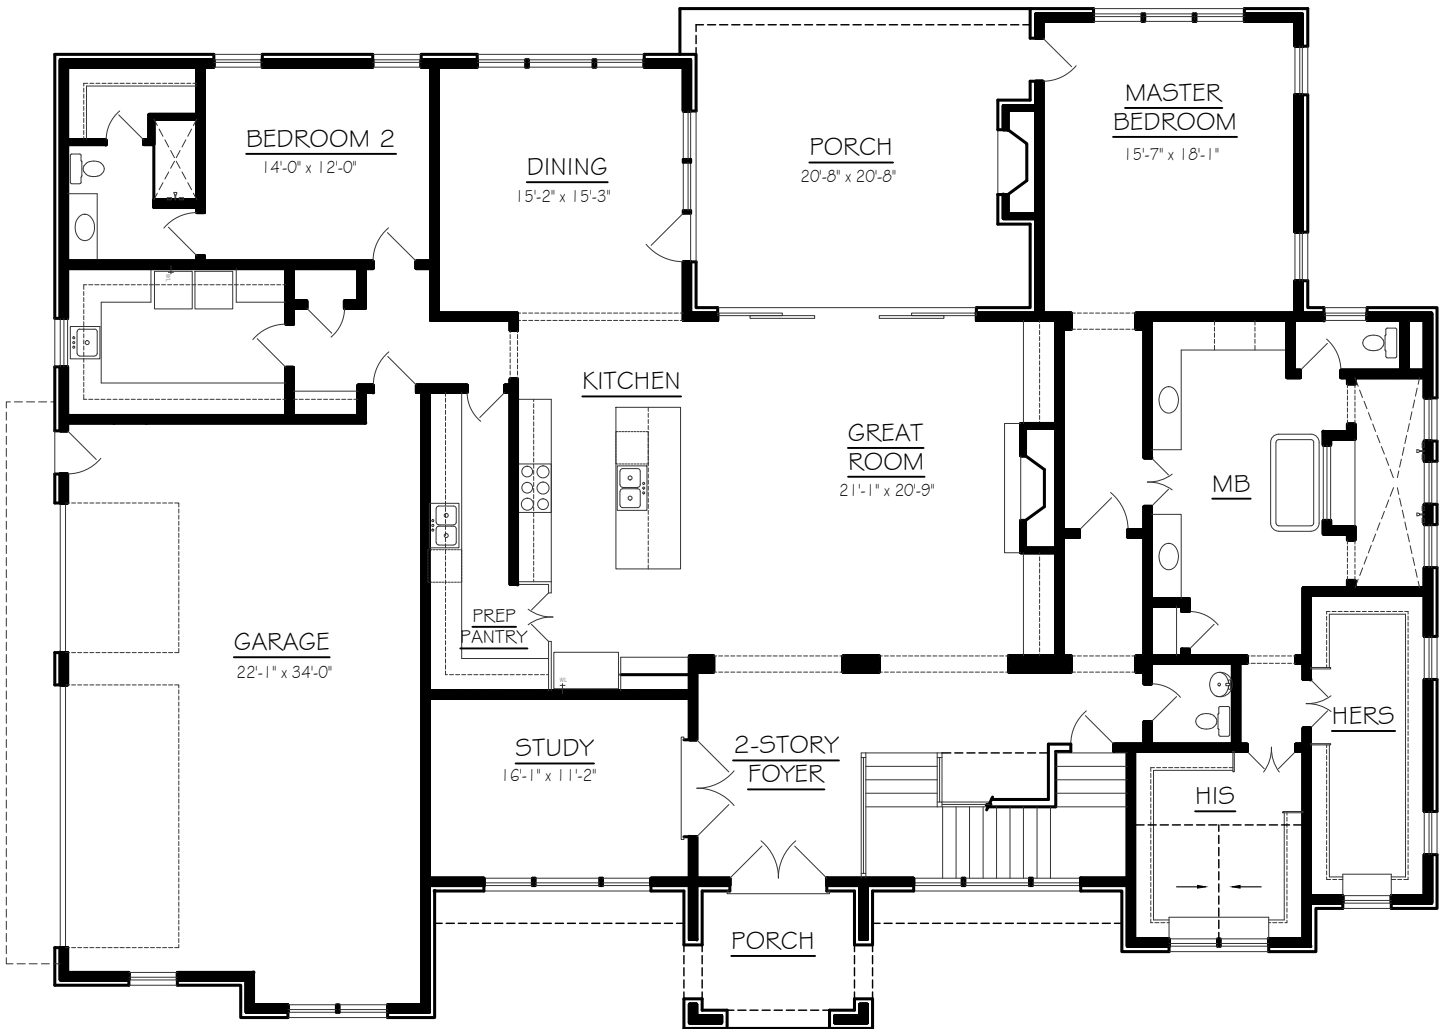 MASTER
BEDROOM
15'-7" x 18'-1"
BEDROOM 2
14'-0" x 12'-0"
DINING
15'-2" x 15'-3"
PORCH
20'-8" x 20'-8"
KITCHEN
GREAT
ROOM
21'-1" x 20'-9"
MB
PREP
PANTRY
GARAGE
22'-1" x 34'-0"
STUDY
16'-1" x 11'-2"
2-STORY
FOYER
HERS
HIS
PORCH